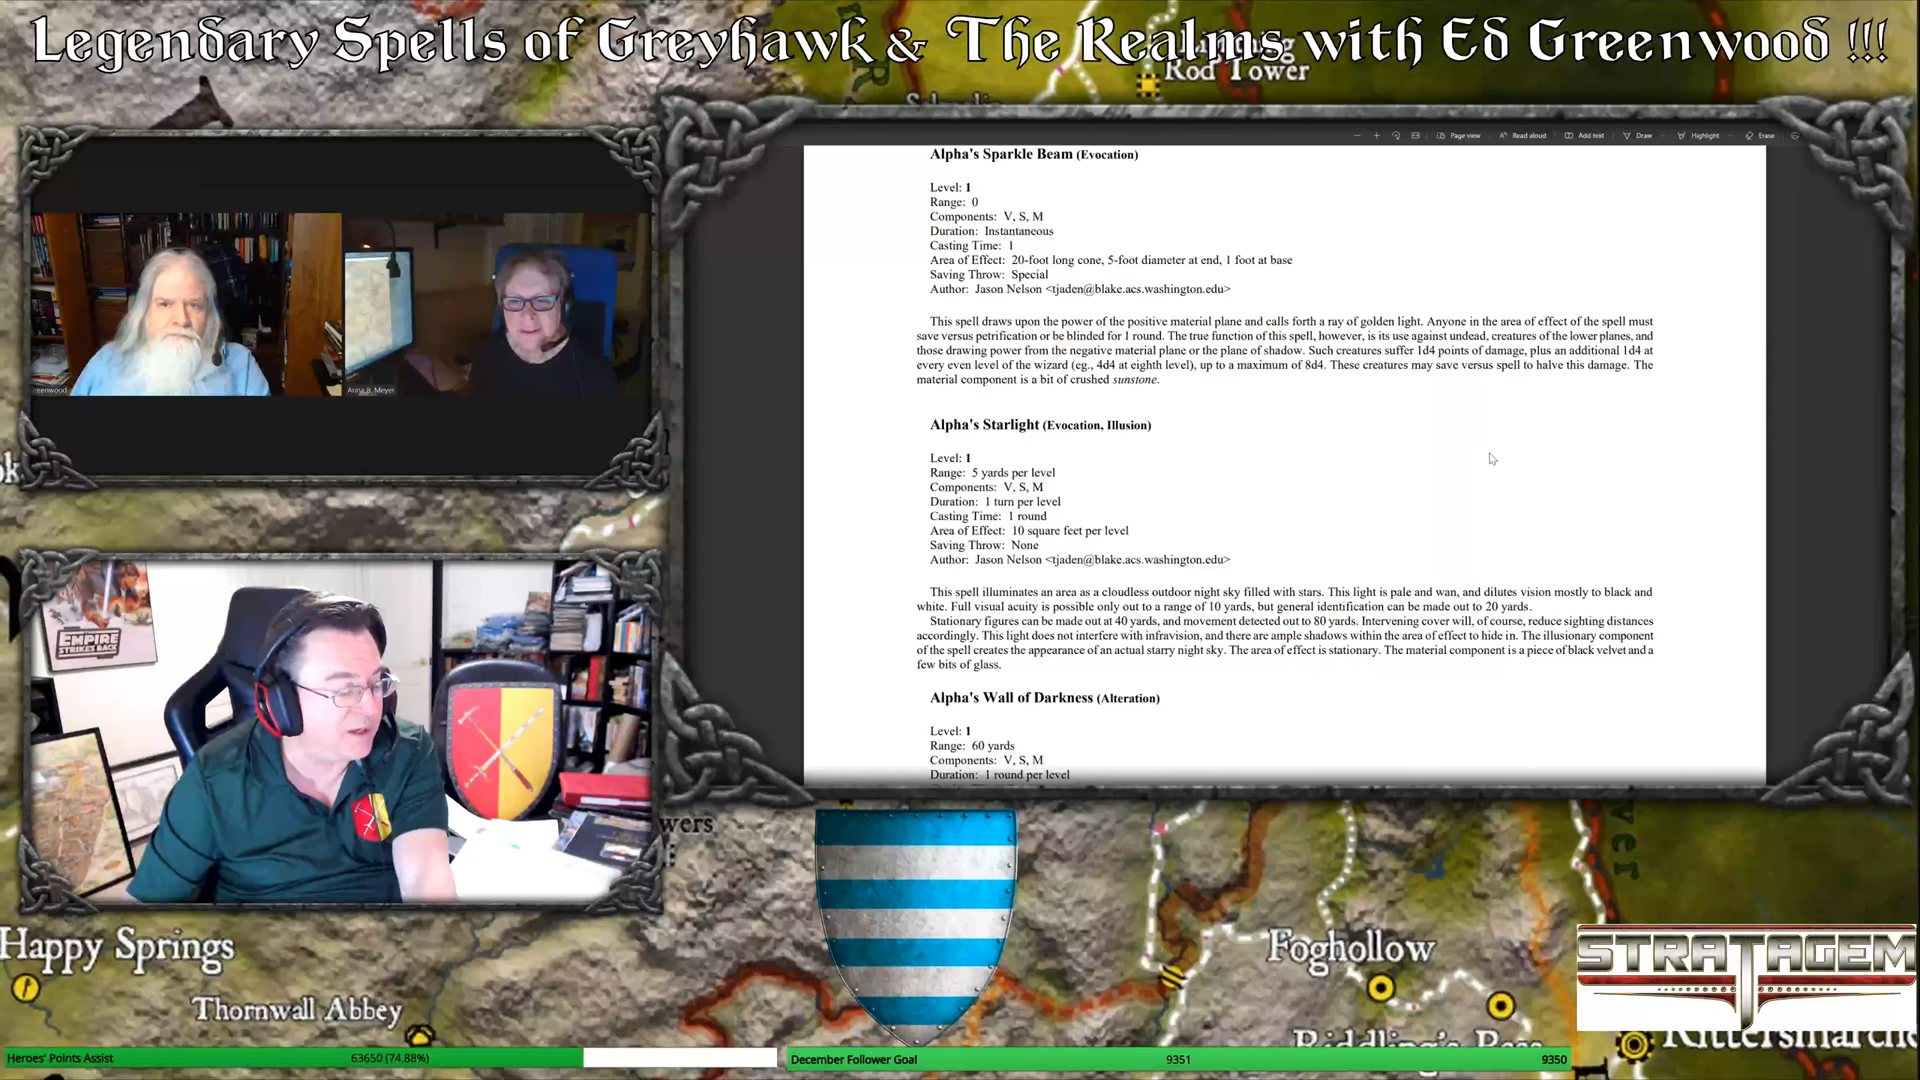 Legendary Spells of Greyhawk & The Realms with Ed Greenwood !!!
Rod Tower
Page view
Read aloud
Add text
Draw
Highlight
Erase
Alpha's Sparkle Beam (Evocation)
Level: 1
Range: 0
Components: V, S, M
Duration: Instantaneous
Casting Time: 1
Area of Effect: 20-foot long cone, 5-foot diameter at end, 1 foot at base
Saving Throw: Special
Author: Jason Nelson <tjaden@blake.acs.washington.edu>
This spell draws upon the power of the positive material plane and calls forth a ray of golden light. Anyone in the area of effect of the spell must
save versus petrification or be blinded for 1 round. The true function of this spell, however, is its use against undead, creatures of the lower planes, and
those drawing power from the negative material plane or the plane of shadow. Such creatures suffer 1d4 points of damage, plus an additional 1d4 at
every even level of the wizard (eg., 4d4 at eighth level), up to a maximum of 8d4. These creatures may save versus spell to halve this damage. The
material component is a bit of crushed sunstone.
Alpha's Starlight (Evocation, Illusion)
Level: 1
Range: 5 yards per level
Components: V, S, M
Duration: 1 turn per level
Casting Time: 1 round
Area of Effect: 10 square feet per level
Saving Throw: None
Author: Jason Nelson <tjaden@blake.acs.washington.edu>
This spell illuminates an area as a cloudless outdoor night sky filled with stars. This light is pale and wan, and dilutes vision mostly to black and
white. Full visual acuity is possible only out to a range of 10 yards, but general identification can be made out to 20 yards.
Stationary figures can be made out at 40 yards, and movement detected out to 80 yards. Intervening cover will, of course, reduce sighting distances
accordingly. This light does not interfere with infravision, and there are ample shadows within the area of effect to hide in. The illusionary component
of the spell creates the appearance of an actual starry night sky. The area of effect is stationary. The material component is a piece of black velvet and a
few bits of glass.
Alpha's Wall of Darkness (Alteration)
Level: 1
Range: 60 yards
Components: V, S, M
Duration: 1 round per level
eenwood
Anna B. Meyer
EMPIRE
STRIKES BACK
wers
Happy Springs
Thornwall Abbey
Foghollow
STRATAGEM
Heroes' Points Assist 63650 (74.88%)
December Follower Goal 9351 9350